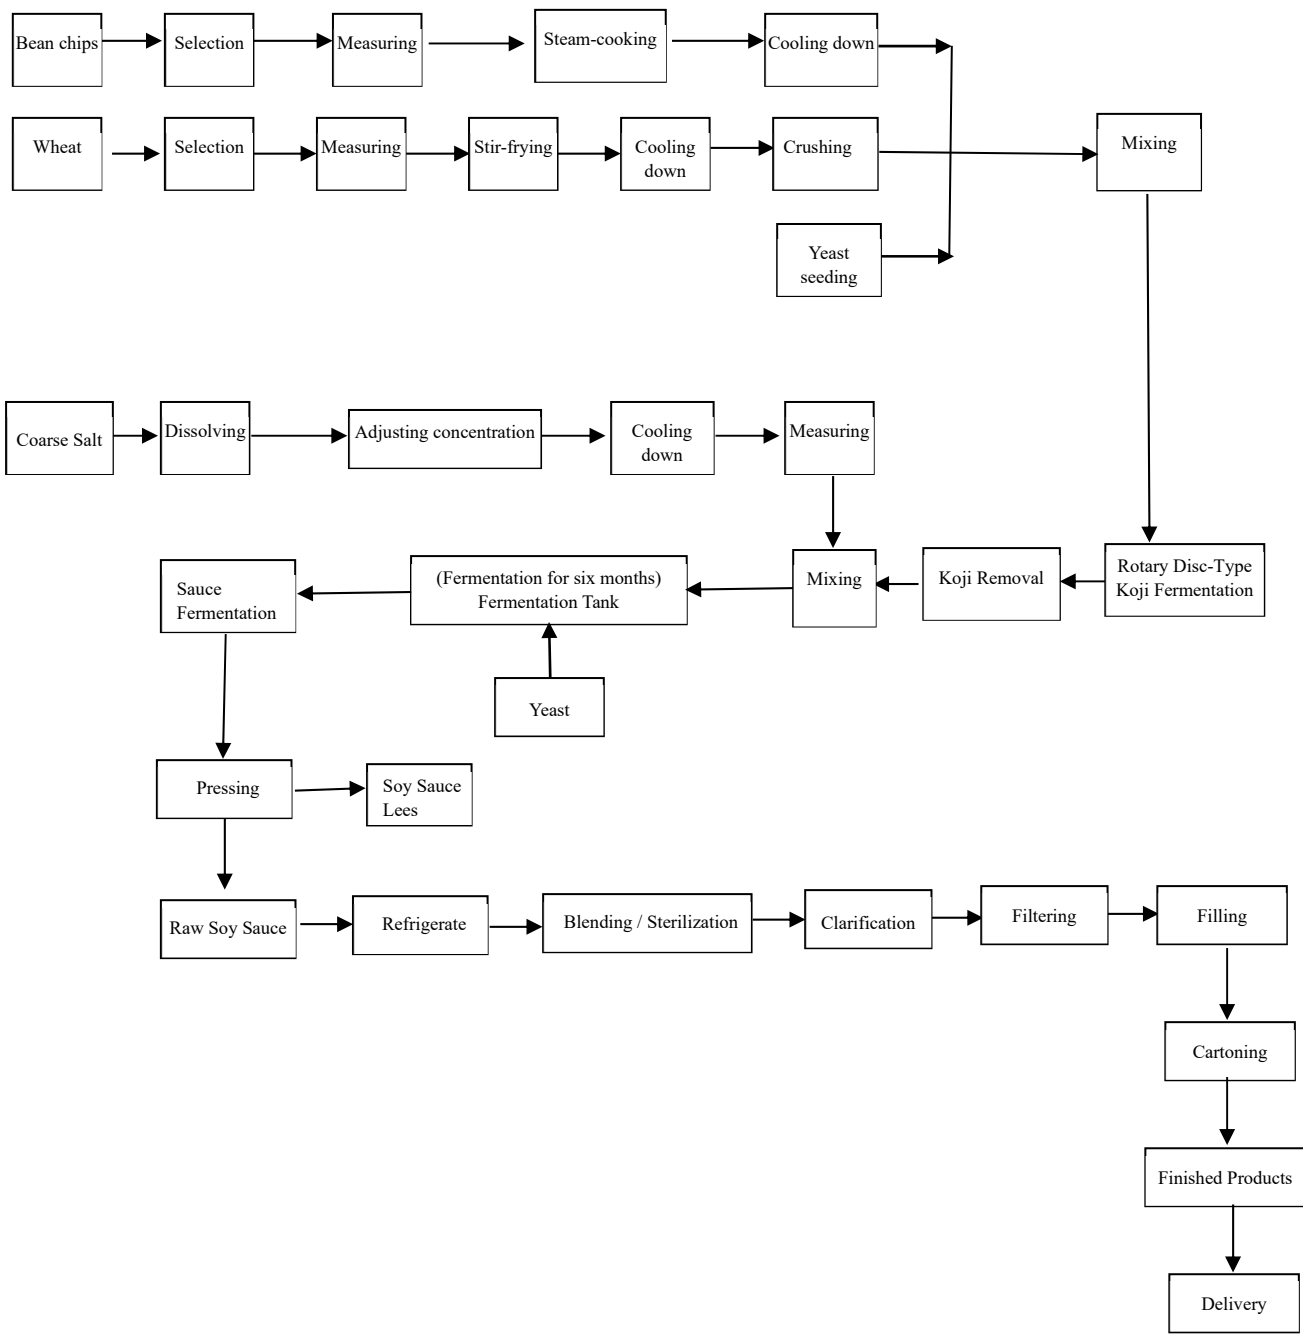 Bean chips
Selection
Measuring
Steam-cooking
Cooling down
Wheat
Selection
Measuring
Stir-frying
Cooling
down
Crushing
Mixing
Yeast
seeding
Coarse Salt
Dissolving
Adjusting concentration
Cooling
down
Measuring
Sauce
Fermentation
(Fermentation for six months)
Fermentation Tank
Mixing
Koji Removal
Rotary Disc-Type
Koji Fermentation
Yeast
Pressing
Soy Sauce
Lees
Raw Soy Sauce
Refrigerate
Blending / Sterilization
Clarification
Filtering
Filling
Cartoning
Finished Products
Delivery